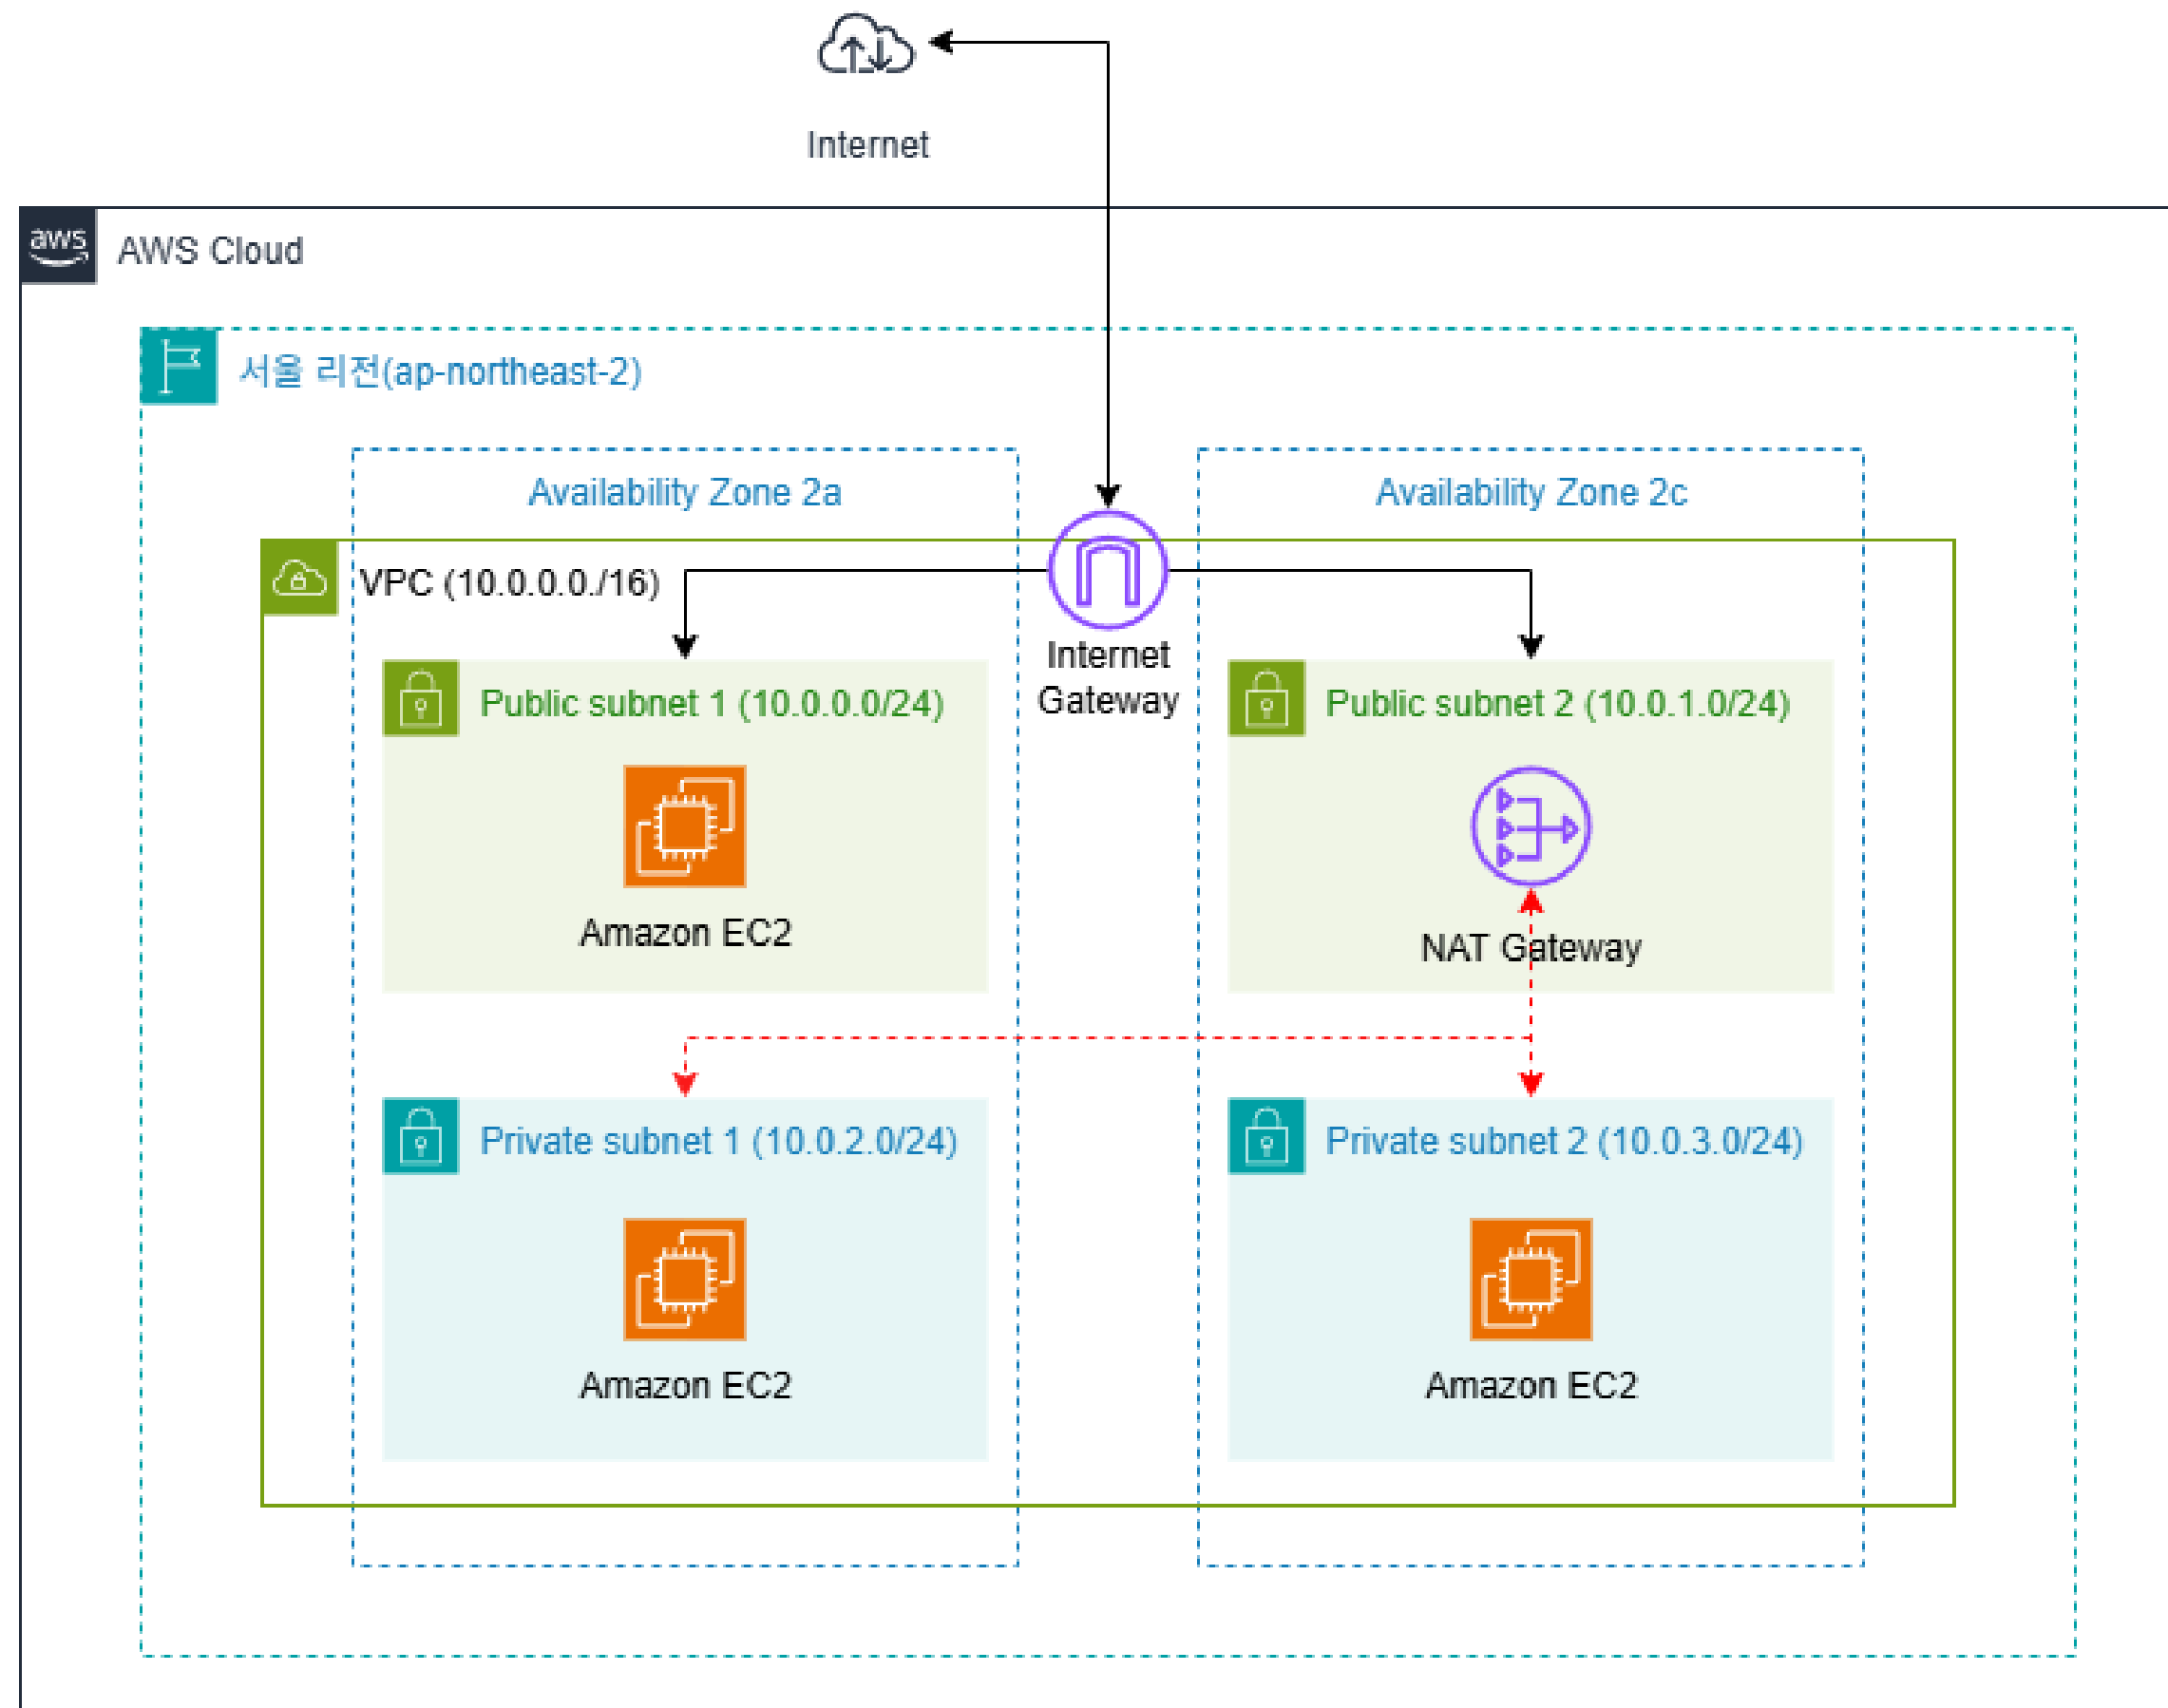 Internet
aws
AWS Cloud
서울 리전(ap-northeast-2)
Availability Zone 2a
Availability Zone 2c
VPC (10.0.0.0./16)
Internet
Gateway
Public subnet 1 (10.0.0.0/24)
Public subnet 2 (10.0.1.0/24)
Amazon EC2
NAT Gateway
Private subnet 1 (10.0.2.0/24)
Private subnet 2 (10.0.3.0/24)
Amazon EC2
Amazon EC2